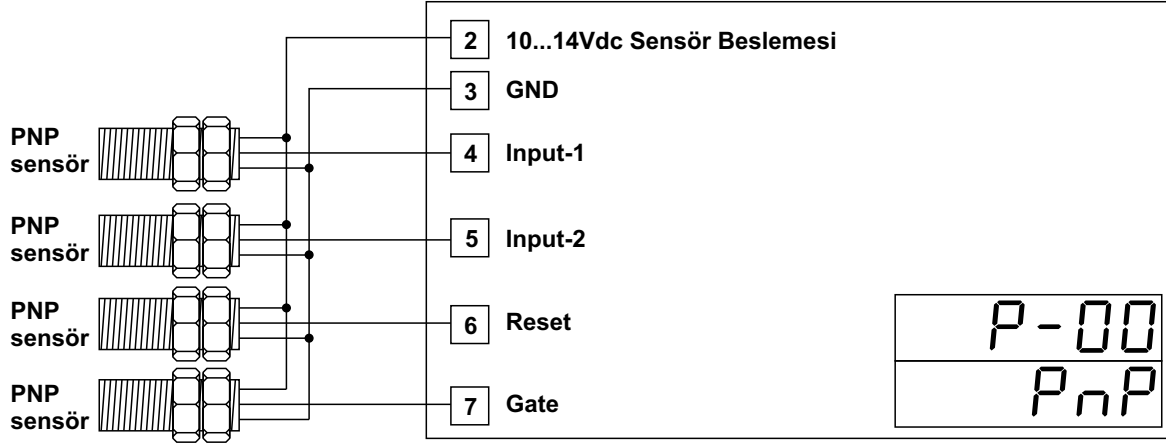 2 10...14Vdc Sensör Beslemesi
3 GND
PNP
sensör
4 Input-1
PNP
sensör
5 Input-2
PNP
sensör
6 Reset
PNP
sensör
7 Gate
P-00
PnP